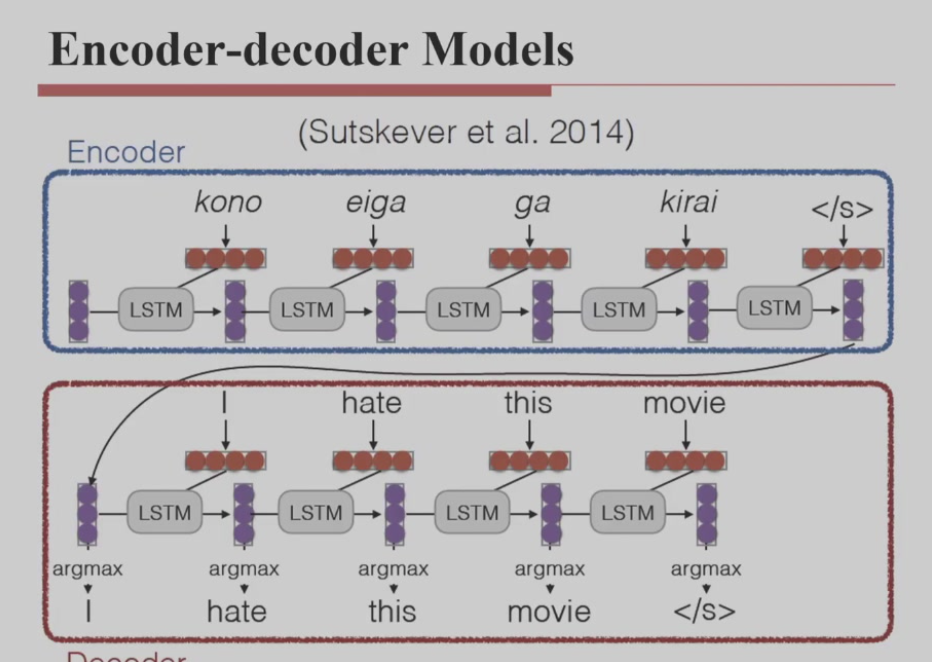 Encoder-decoder Models
(Sutskever et al. 2014)
Encoder
kono eiga ga kirai </s>
LSTM LSTM LSTM LSTM LSTM
I hate this movie
LSTM LSTM LSTM LSTM
argmax argmax argmax argmax argmax
I hate this movie </s>
Decoder